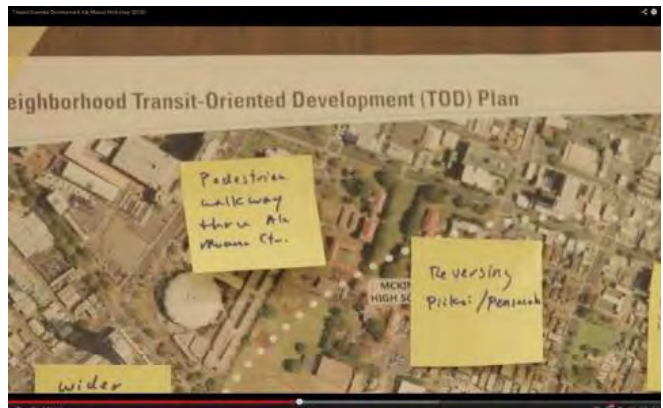 eighborhood Transit-Oriented Development (TOD) Plan
Pedestrian
walkway
thru Ala
Moana Ct.
MCKIN
HIGH SC
Reversing
Piikoi/Pensacola
wider